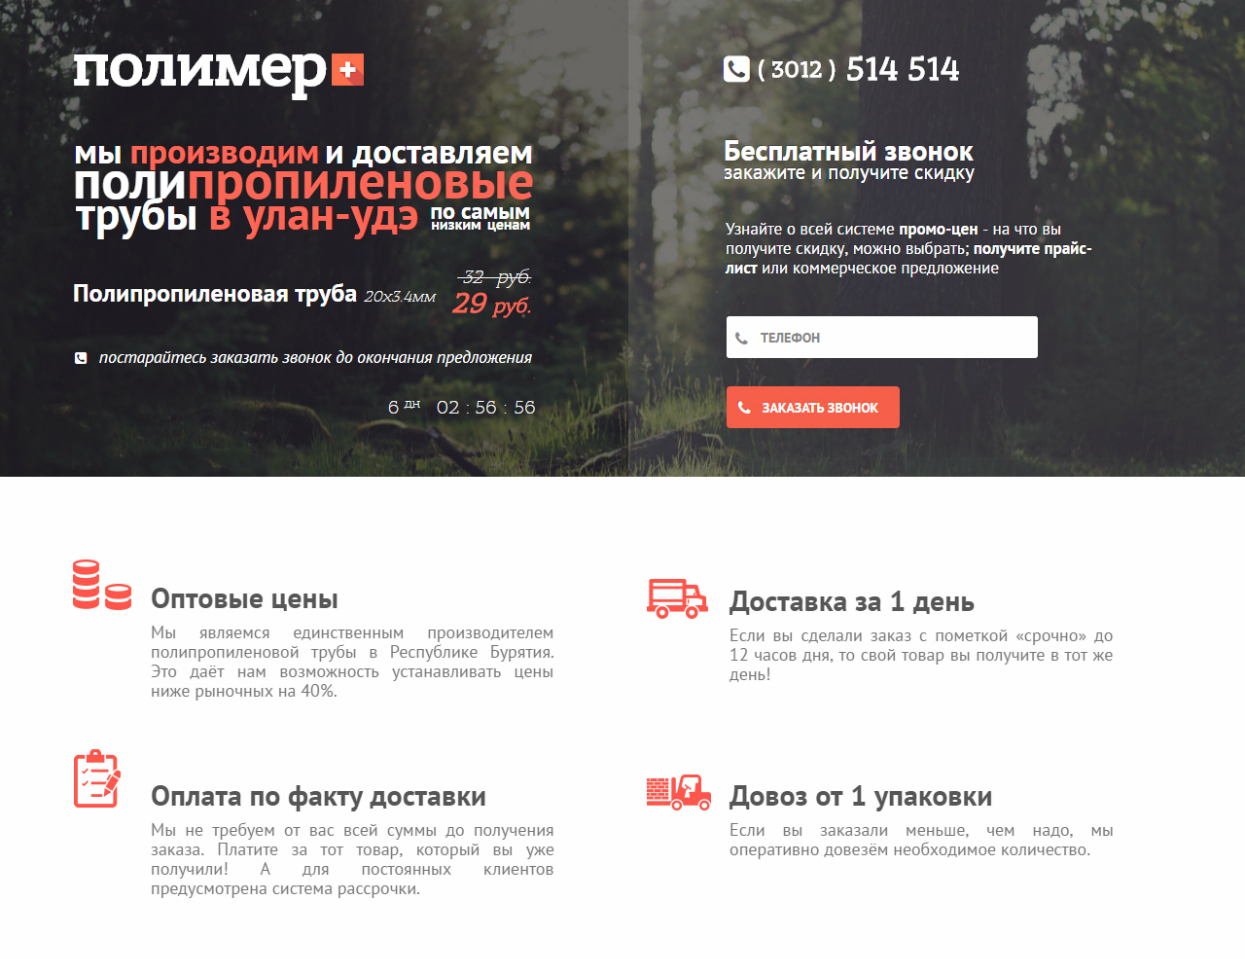 полимер
мы производим и доставляем
полипропиленовые
трубы в улан-удэ по самым
низким ценам
32 руб.
Полипропиленовая труба 20х3,4мм
29 руб.
постарайтесь заказать звонок до окончания предложения
6 дн 02 : 56 : 56
( 3012 ) 514 514
Бесплатный звонок
закажите и получите скидку
Узнайте о всей системе промо-цен - на что вы
получите скидку, можно выбрать; получите прайс-
лист или коммерческое предложение
ТЕЛЕФОН
ЗАКАЗАТЬ ЗВОНОК
Оптовые цены
Мы являемся единственным производителем
полипропиленовой трубы в Республике Бурятия.
Это даёт нам возможность устанавливать цены
ниже рыночных на 40%.
Доставка за 1 день
Если вы сделали заказ с пометкой «срочно» до
12 часов дня, то свой товар вы получите в тот же
день!
Оплата по факту доставки
Мы не требуем от вас всей суммы до получения
заказа. Платите за тот товар, который вы уже
получили! А для постоянных клиентов
предусмотрена система рассрочки.
Довоз от 1 упаковки
Если вы заказали меньше, чем надо, мы
оперативно довезём необходимое количество.